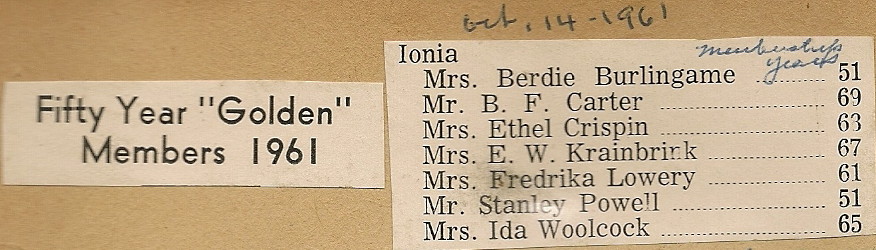 Oct. 14-1961
Fifty Year "Golden"
Members 1961
Ionia
memberships
years
Mrs. Berdie Burlingame 51
Mr. B. F. Carter 69
Mrs. Ethel Crispin 63
Mrs. E. W. Krainbrink 67
Mrs. Fredrika Lowery 61
Mr. Stanley Powell 51
Mrs. Ida Woolcock 65